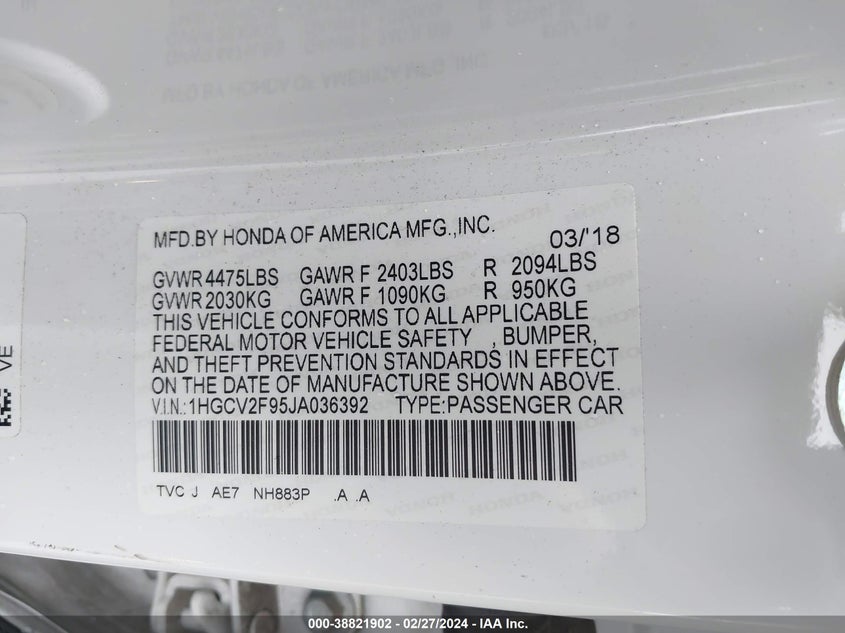 MFD.BY HONDA OF AMERICA MFG.,INC. 03/'18
GVWR 4475LBS GAWR F 2403LBS R 2094LBS
GVWR 2030KG GAWR F 1090KG R 950KG
THIS VEHICLE CONFORMS TO ALL APPLICABLE
FEDERAL MOTOR VEHICLE SAFETY , BUMPER,
AND THEFT PREVENTION STANDARDS IN EFFECT
ON THE DATE OF MANUFACTURE SHOWN ABOVE.
V.I.N.:1HGCV2F95JA036392 TYPE:PASSENGER CAR
TVC J AE7 NH883P .A .A
VE
000-38821902 - 02/27/2024 - IAA Inc.